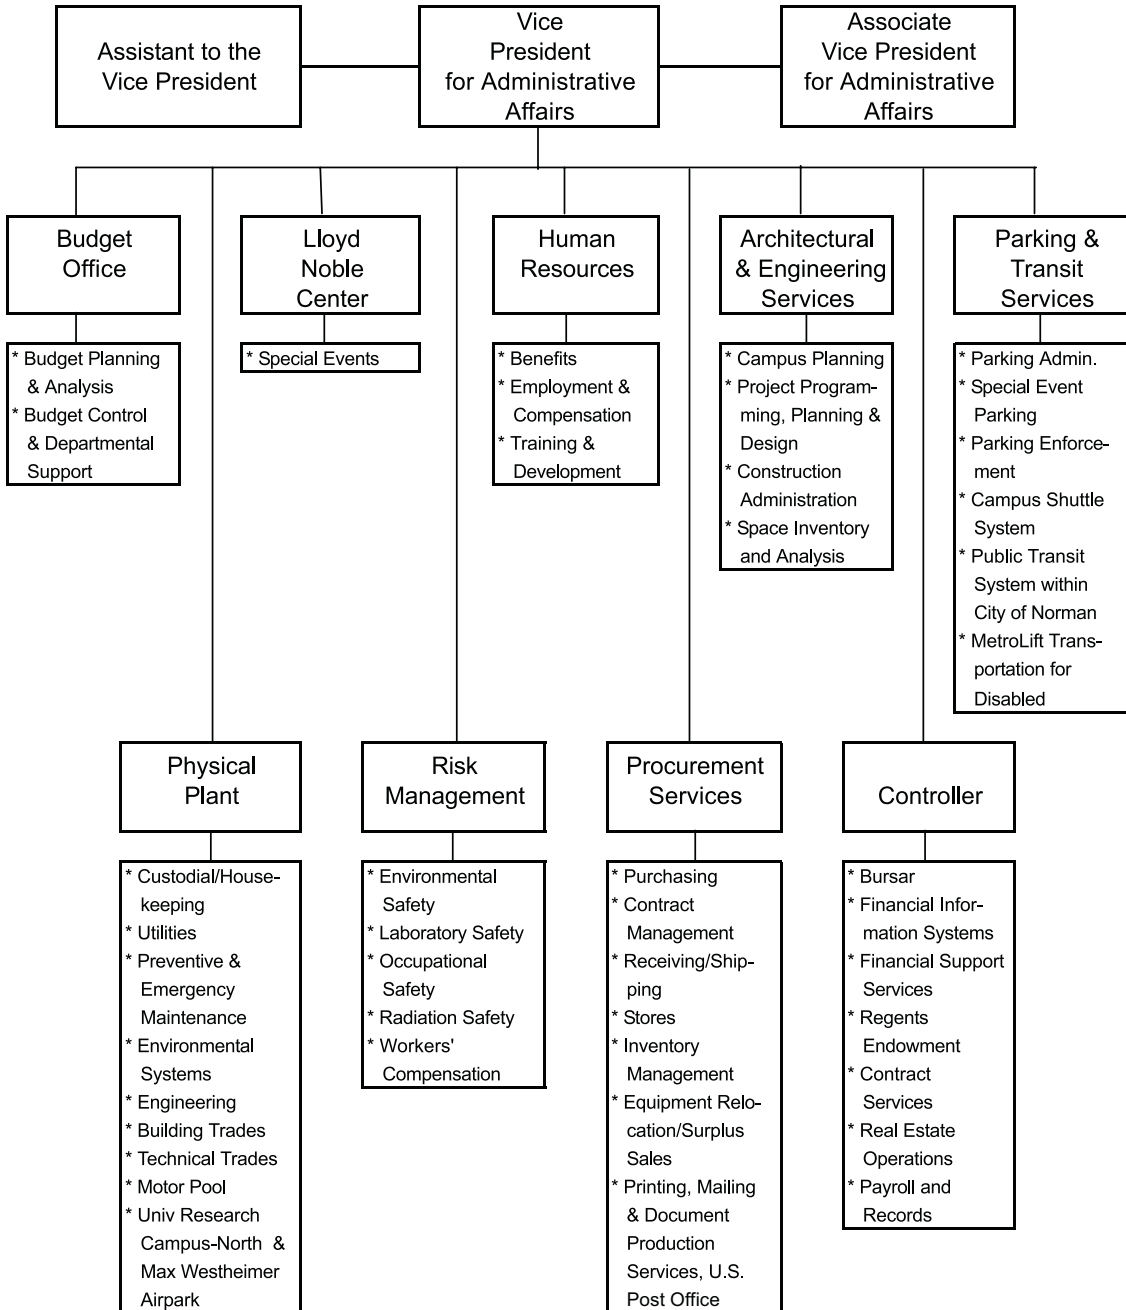 Assistant to the
Vice President
Vice
President
for Administrative
Affairs
Associate
Vice President
for Administrative
Affairs
Budget
Office
* Budget Planning
& Analysis
* Budget Control
& Departmental
Support
Lloyd
Noble
Center
* Special Events
Human
Resources
* Benefits
* Employment &
Compensation
* Training &
Development
Architectural
& Engineering
Services
* Campus Planning
* Project Program-
ming, Planning &
Design
* Construction
Administration
* Space Inventory
and Analysis
Parking &
Transit
Services
* Parking Admin.
* Special Event
Parking
* Parking Enforce-
ment
* Campus Shuttle
System
* Public Transit
System within
City of Norman
* MetroLift Trans-
portation for
Disabled
Physical
Plant
* Custodial/House-
keeping
* Utilities
* Preventive &
Emergency
Maintenance
* Environmental
Systems
* Engineering
* Building Trades
* Technical Trades
* Motor Pool
* Univ Research
Campus-North &
Max Westheimer
Airpark
Risk
Management
* Environmental
Safety
* Laboratory Safety
* Occupational
Safety
* Radiation Safety
* Workers'
Compensation
Procurement
Services
* Purchasing
* Contract
Management
* Receiving/Ship-
ping
* Stores
* Inventory
Management
* Equipment Relo-
cation/Surplus
Sales
* Printing, Mailing
& Document
Production
Services, U.S.
Post Office
Controller
* Bursar
* Financial Infor-
mation Systems
* Financial Support
Services
* Regents
Endowment
* Contract
Services
* Real Estate
Operations
* Payroll and
Records